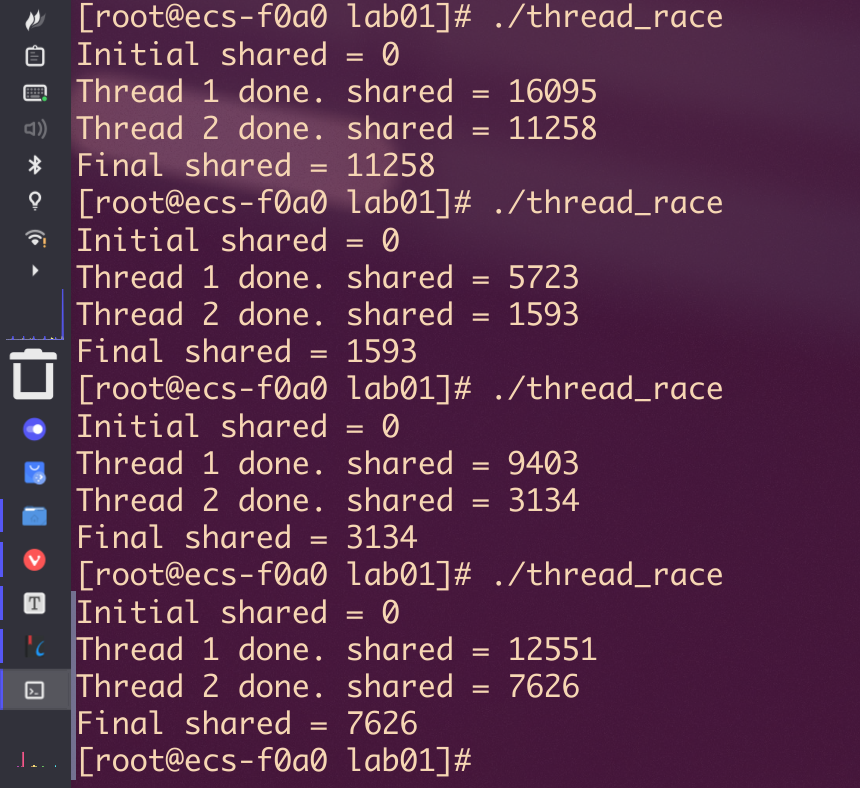 [root@ecs-f0a0 lab01]# ./thread_race
Initial shared = 0
Thread 1 done. shared = 16095
Thread 2 done. shared = 11258
Final shared = 11258
[root@ecs-f0a0 lab01]# ./thread_race
Initial shared = 0
Thread 1 done. shared = 5723
Thread 2 done. shared = 1593
Final shared = 1593
[root@ecs-f0a0 lab01]# ./thread_race
Initial shared = 0
Thread 1 done. shared = 9403
Thread 2 done. shared = 3134
Final shared = 3134
[root@ecs-f0a0 lab01]# ./thread_race
Initial shared = 0
Thread 1 done. shared = 12551
Thread 2 done. shared = 7626
Final shared = 7626
[root@ecs-f0a0 lab01]#